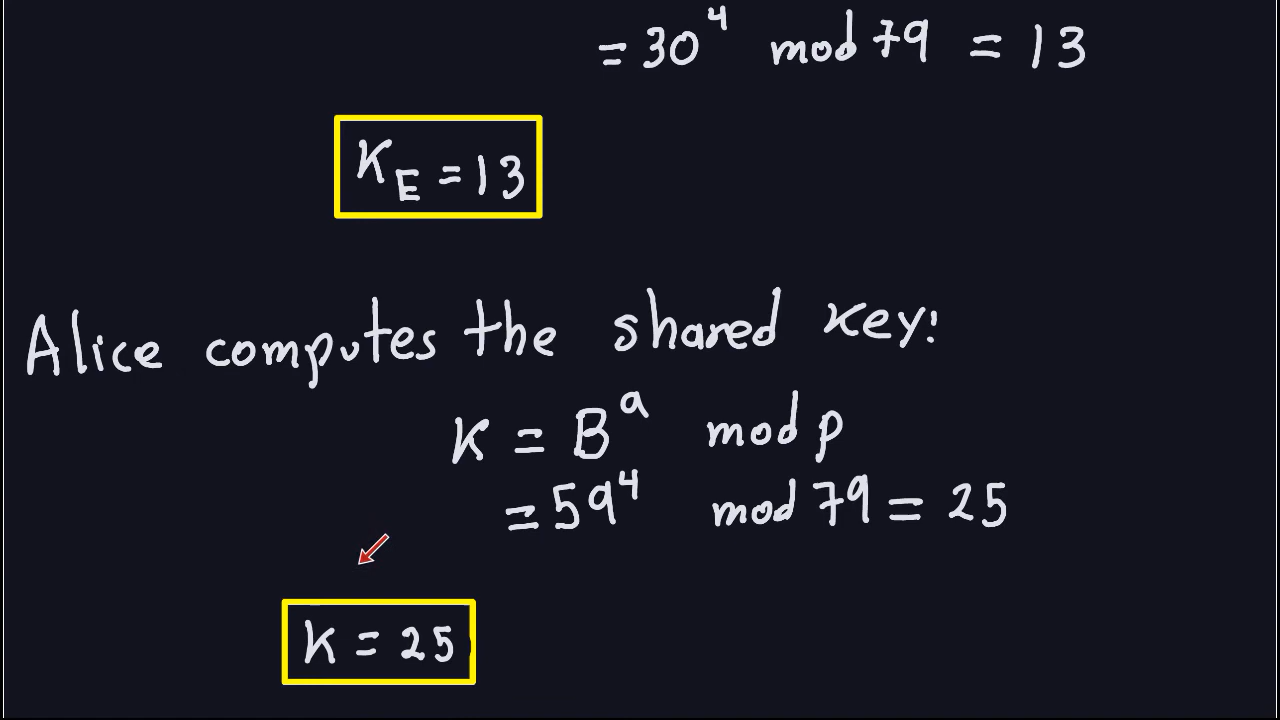 = 30^4 mod 79 = 13
K_E = 13
Alice computes the shared key:
K = B^a mod p
= 59^4 mod 79 = 25
K = 25